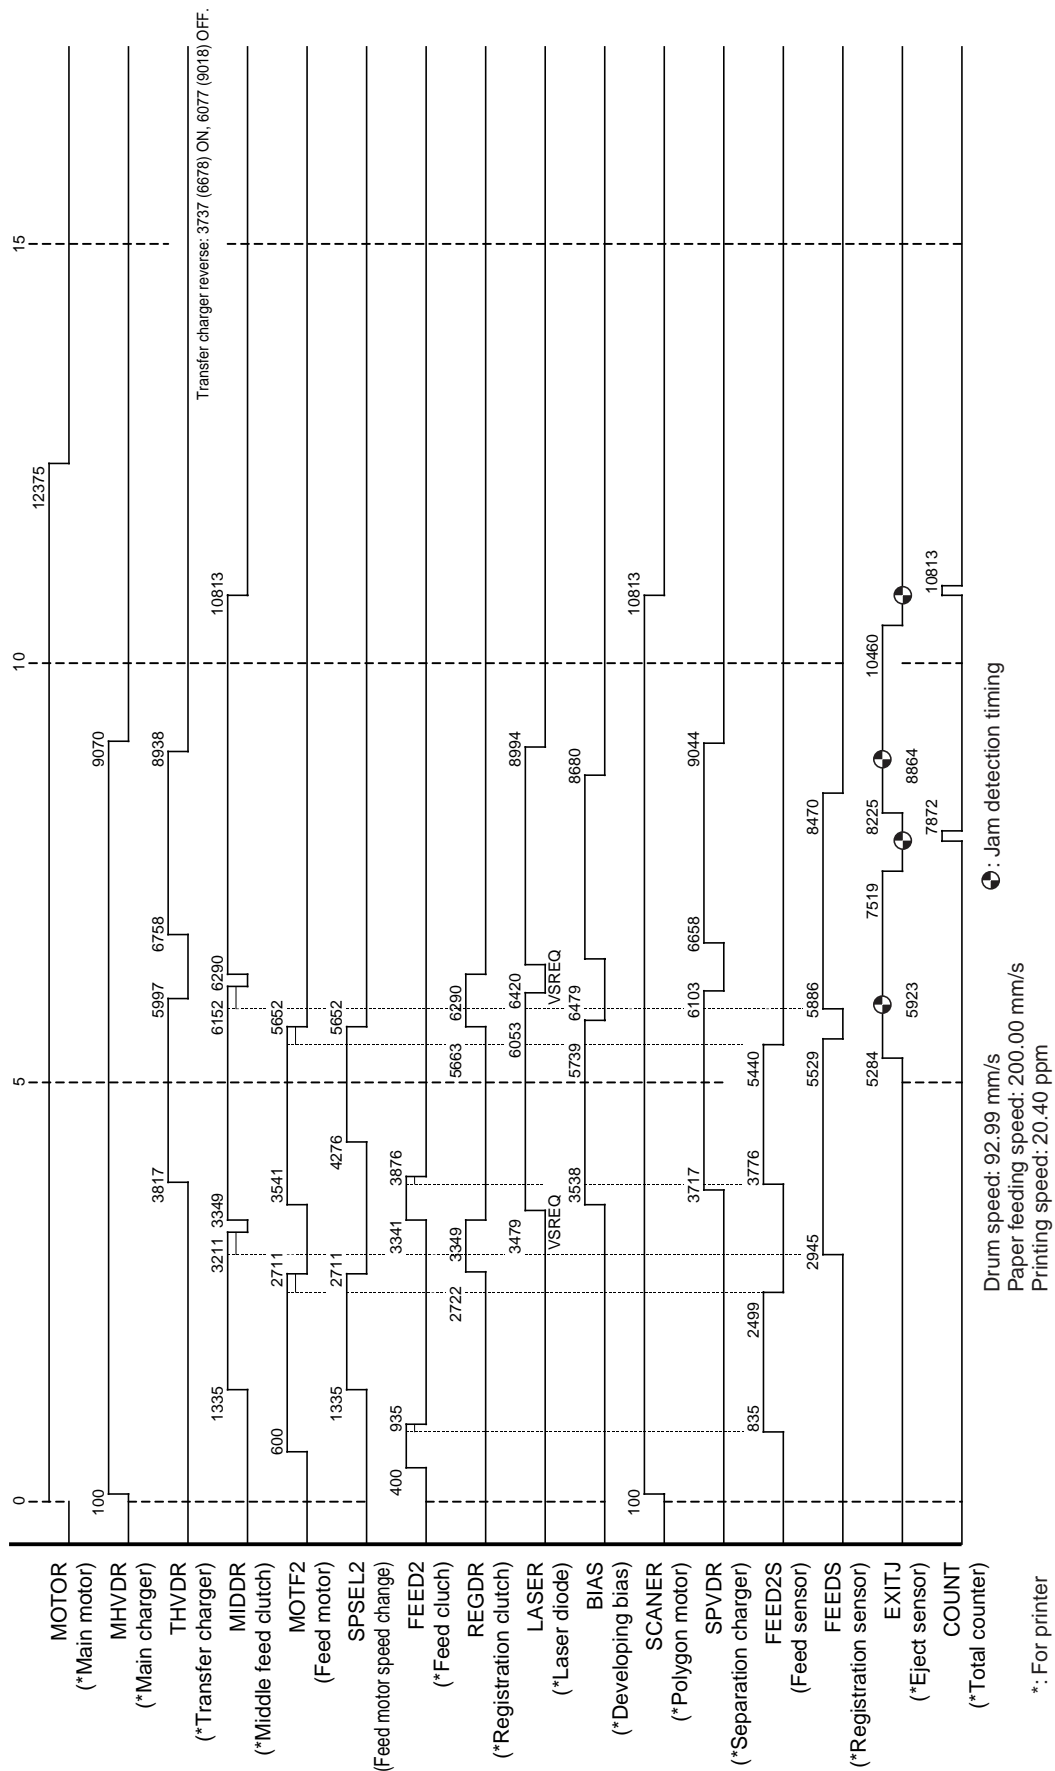 0 5 10 15
MOTOR
(*Main motor)
12375
MHVDR
(*Main charger)
100 9070
THVDR
(*Transfer charger)
3817 5997 6758 8938
Transfer charger reverse: 3737 (6678) ON, 6077 (9018) OFF.
MIDDR
(*Middle feed clutch)
1335 3211 3349 6152 6290 10813
MOTF2
(Feed motor)
600 2711 3541 5652
SPSEL2
(Feed motor speed change)
1335 2711 4276 5652
FEED2
(*Feed cluch)
400 935 3341 3876
REGDR
(*Registration clutch)
2722 3349 5663 6290
LASER
(*Laser diode)
3479 6053 6420 8994
VSREQ VSREQ
BIAS
(*Developing bias)
3538 5739 6479 8680
SCANER
(*Polygon motor)
100 10813
SPVDR
(*Separation charger)
3717 6103 6658 9044
FEED2S
(Feed sensor)
835 2499 3776 5440
FEEDS
(*Registration sensor)
2945 5529 5886 8470
EXITJ
(*Eject sensor)
5284 7519 8225 10460
5923 8864
COUNT
(*Total counter)
7872 10813
: Jam detection timing
Drum speed: 92.99 mm/s
Paper feeding speed: 200.00 mm/s
Printing speed: 20.40 ppm
*: For printer